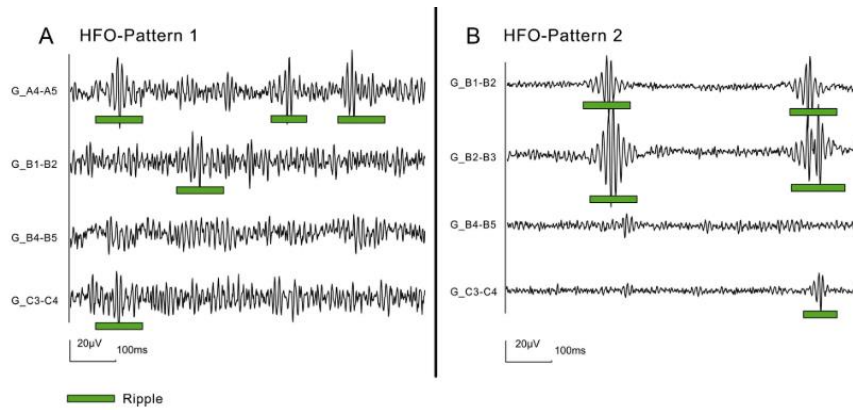 A HFO-Pattern 1
G_A4-A5
G_B1-B2
G_B4-B5
G_C3-C4
20μV
100ms
B HFO-Pattern 2
G_B1-B2
G_B2-B3
G_B4-B5
G_C3-C4
20μV
100ms
Ripple